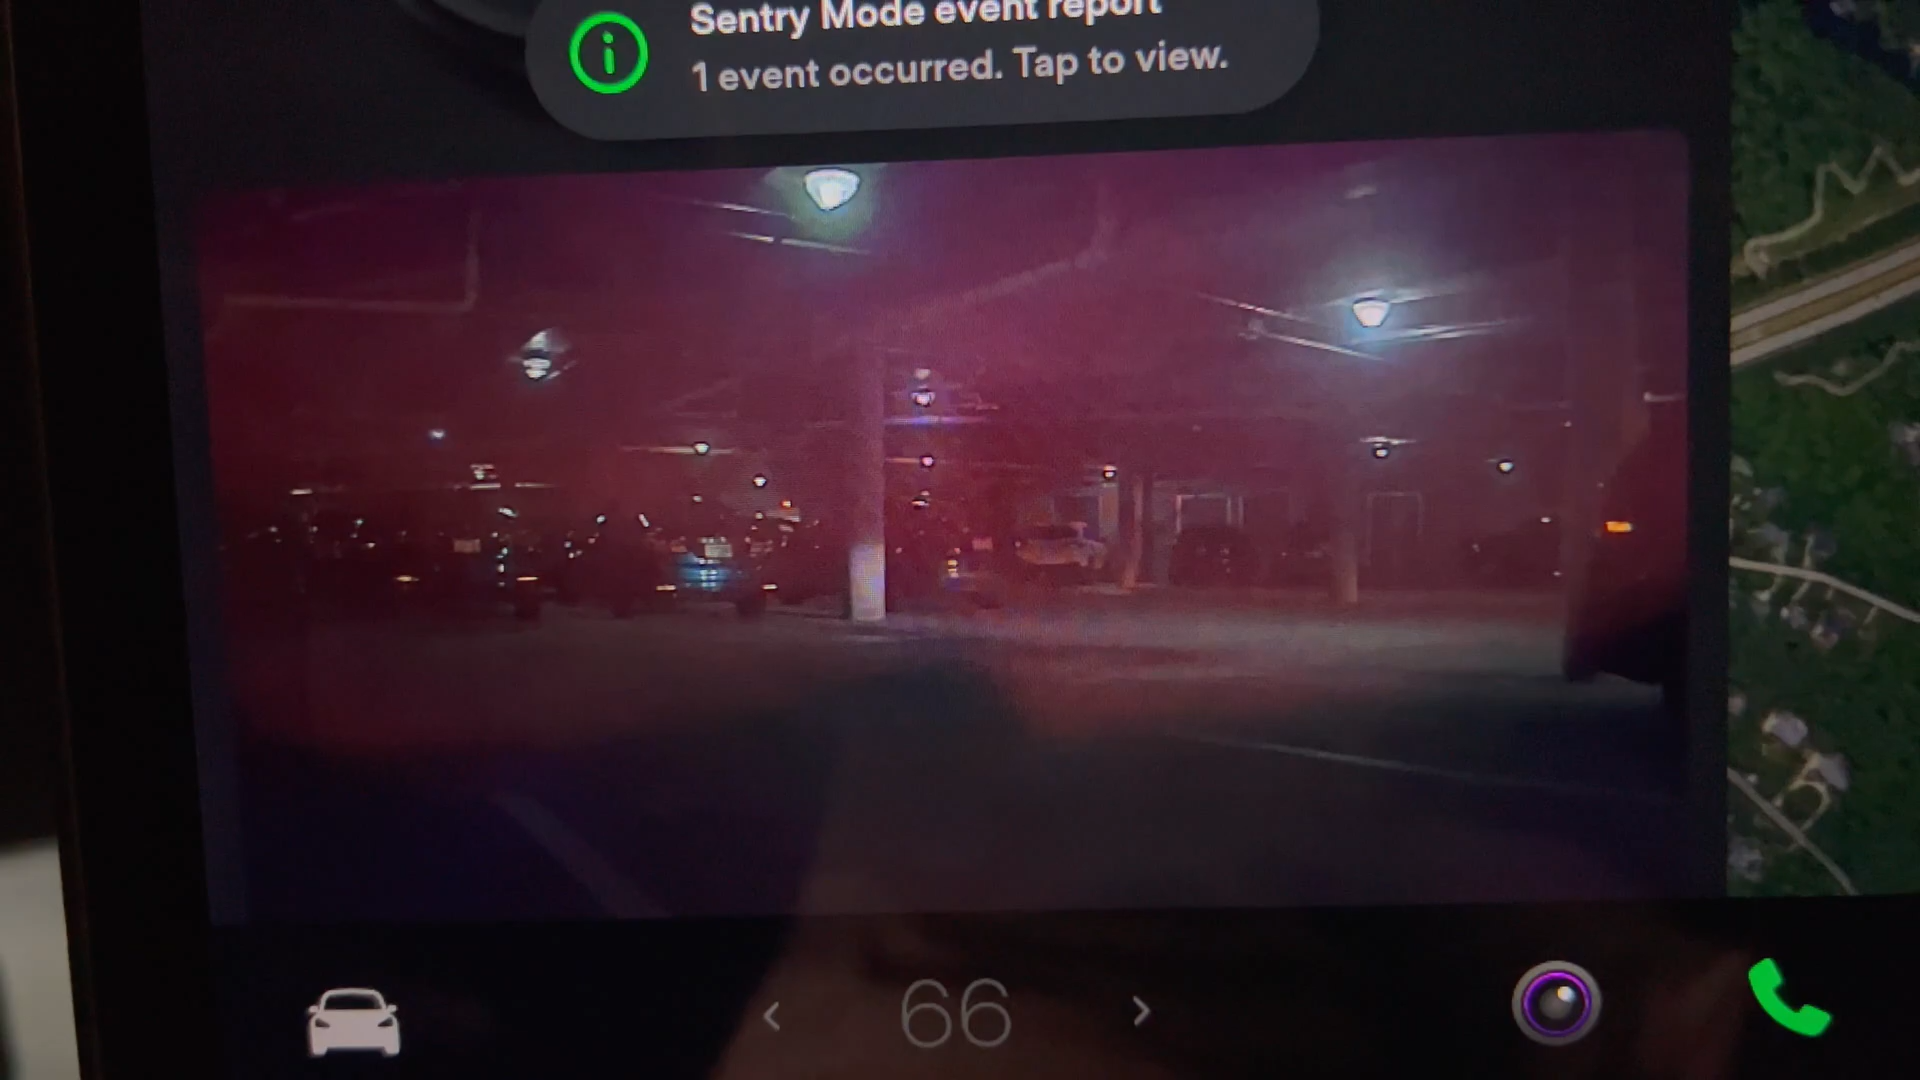 Sentry Mode event report
1 event occurred. Tap to view.
66